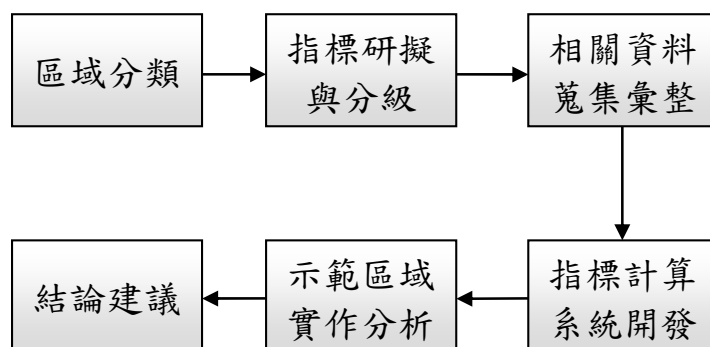 區域分類
指標研擬
與分級
相關資料
蒐集彙整
指標計算
系統開發
示範區域
實作分析
結論建議